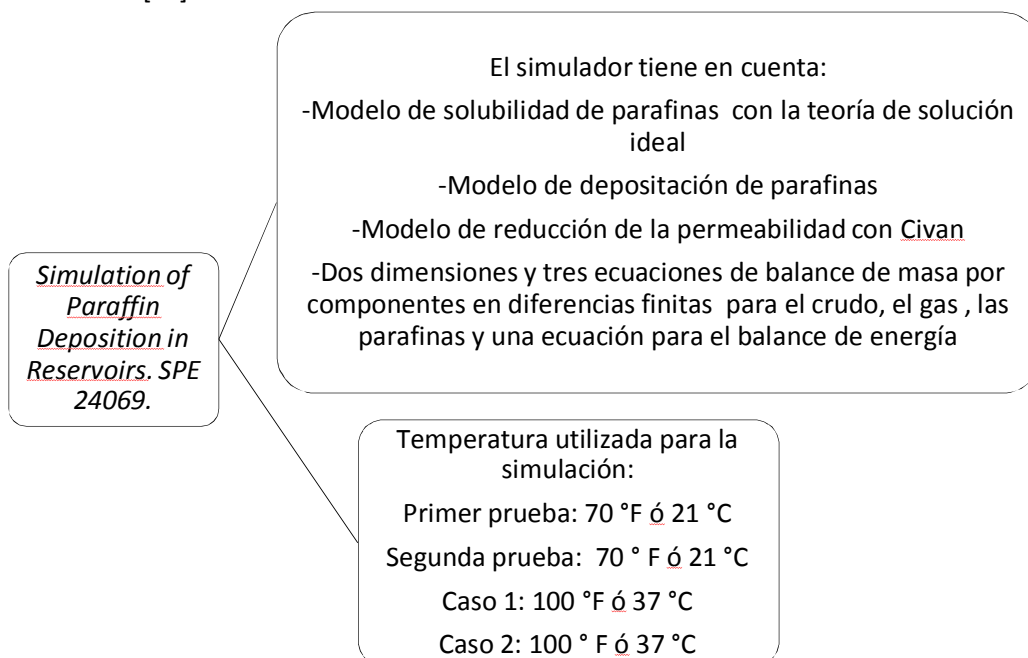 El simulador tiene en cuenta:
-Modelo de solubilidad de parafinas con la teoría de solución
ideal
-Modelo de depositación de parafinas
-Modelo de reducción de la permeabilidad con Civan
-Dos dimensiones y tres ecuaciones de balance de masa por
componentes en diferencias finitas para el crudo, el gas , las
parafinas y una ecuación para el balance de energía
Simulation of
Paraffin
Deposition in
Reservoirs. SPE
24069.
Temperatura utilizada para la
simulación:
Primer prueba: 70 °F ó 21 °C
Segunda prueba: 70 ° F ó 21 °C
Caso 1: 100 °F ó 37 °C
Caso 2: 100 ° F ó 37 °C